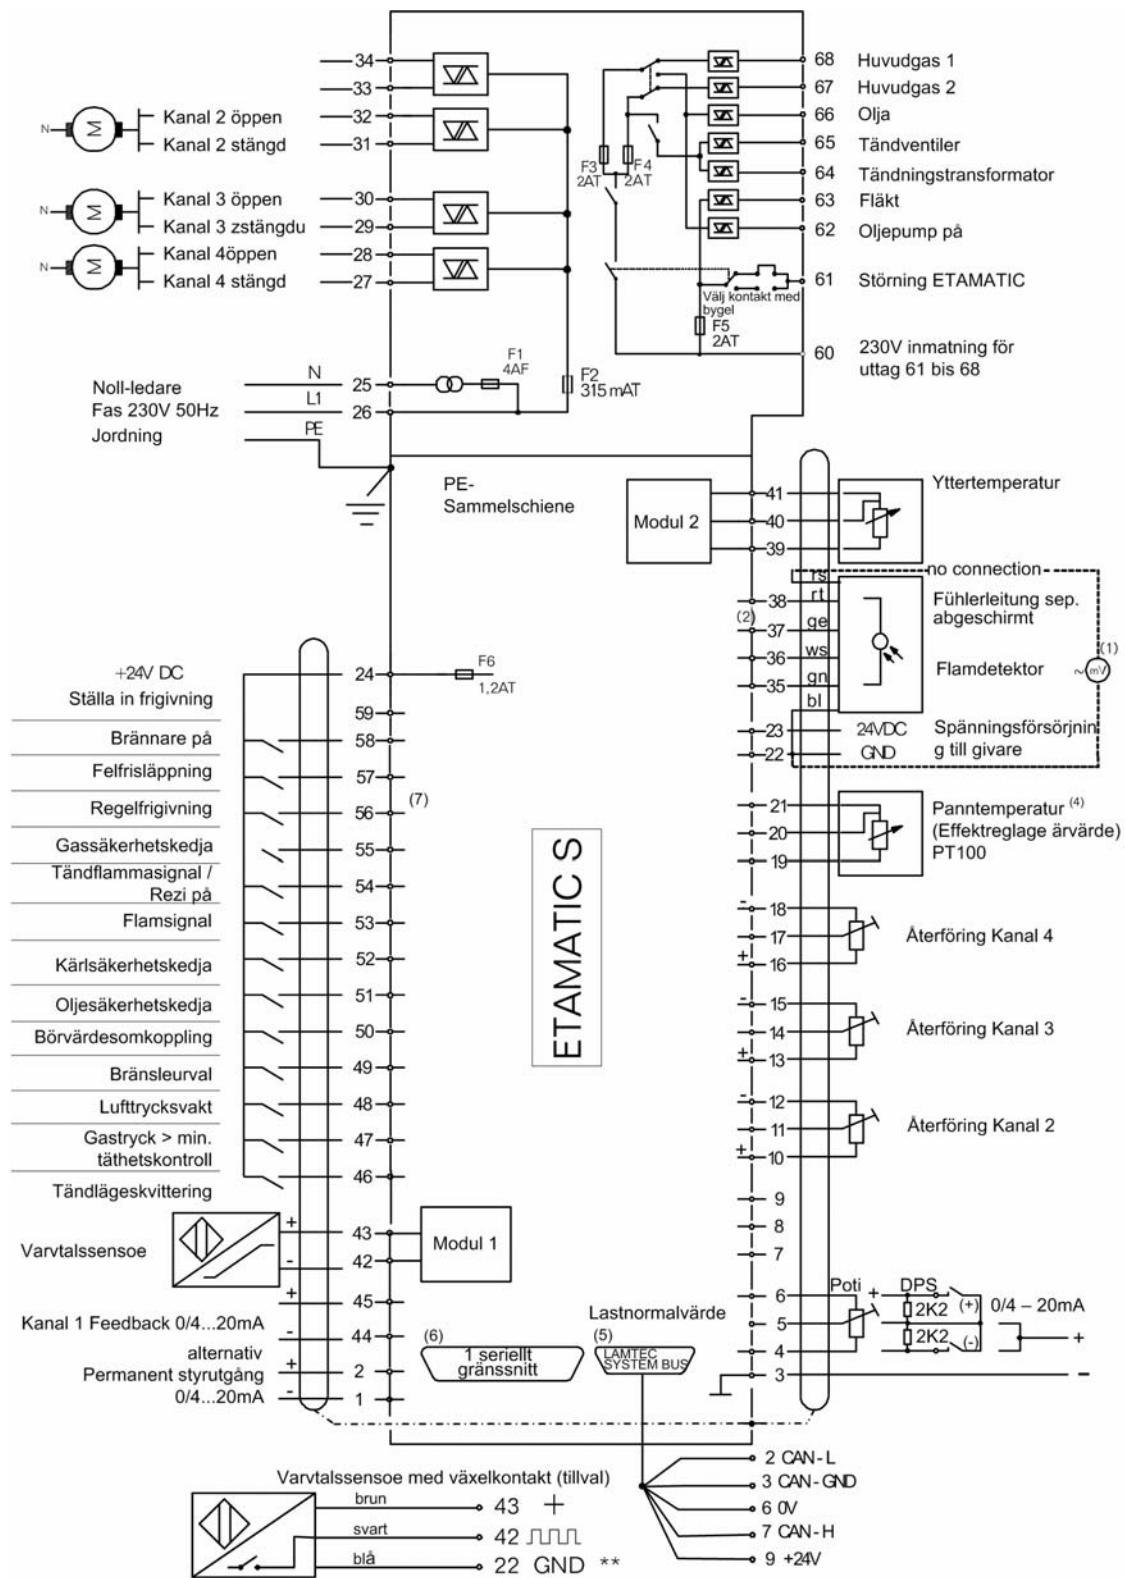 34
33
Kanal 2 öppen 32
N M
Kanal 2 stängd 31
Kanal 3 öppen 30
N M
Kanal 3 zstängdu 29
Kanal 4öppen 28
N M
Kanal 4 stängd 27
68 Huvudgas 1
67 Huvudgas 2
66 Olja
65 Tändventiler
64 Tändningstransformator
63 Fläkt
62 Oljepump på
61 Störning ETAMATIC
60 230V inmatning för
uttag 61 bis 68
F3
2AT
F4
2AT
Välj kontakt med
bygel
F5
2AT
F1
4AF
F2
315 mAT
Noll-ledare N 25
Fas 230V 50Hz L1 26
Jordning PE
PE-
Sammelschiene
Modul 2
41 Yttertemperatur
40
39
no connection
rs
38 rt Fühlerleitung sep.
abgeschirmt
(2)
37 ge
36 ws
35 gn Flamdetektor
bl
(1)
~ mV
23 24VDC Spänningsförsörjnin
22 GND g till givare
21 Panntemperatur (4)
20 (Effektreglage ärvärde)
19 PT100
- 18
17 Återföring Kanal 4
+ 16
- 15
14 Återföring Kanal 3
+ 13
- 12
11 Återföring Kanal 2
+ 10
9
8
7
+24V DC 24 F6
1,2AT
Ställa in frigivning 59
Brännare på 58
Felfrisläppning 57
Regelfrigivning 56 (7)
Gassäkerhetskedja 55
Tändflammasignal /
Rezi på 54
Flamsignal 53
Kärlsäkerhetskedja 52
Oljesäkerhetskedja 51
Börvärdesomkoppling 50
Bränsleurval 49
Lufttrycksvakt 48
Gastryck > min.
täthetskontroll 47
Tändlägeskvittering 46
ETAMATIC S
Varvtalssensoe + 43
- 42
Modul 1
+ 45
Kanal 1 Feedback 0/4...20mA
- 44
alternativ
Permanent styrutgång + 2
0/4...20mA - 1
(6)
1 seriellt
gränssnitt
Lastnormalvärde
(5)
LAMTEC
SYSTEM BUS
6 Poti + DPS
5 2K2 (+) 0/4 – 20mA
4 2K2 (-) +
3 -
2 CAN-L
3 CAN-GND
6 0V
7 CAN-H
9 +24V
Varvtalssensoe med växelkontakt (tillval)
brun 43 +
svart 42
blå 22 GND **